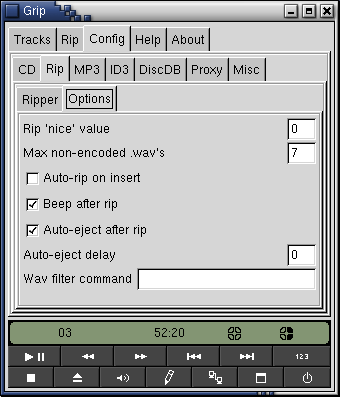 Grip
Tracks Rip Config Help About
CD Rip MP3 ID3 DiscDB Proxy Misc
Ripper Options
Rip 'nice' value 0
Max non-encoded .wav's 7
Auto-rip on insert
Beep after rip
Auto-eject after rip
Auto-eject delay 0
Wav filter command
03 52:20
123